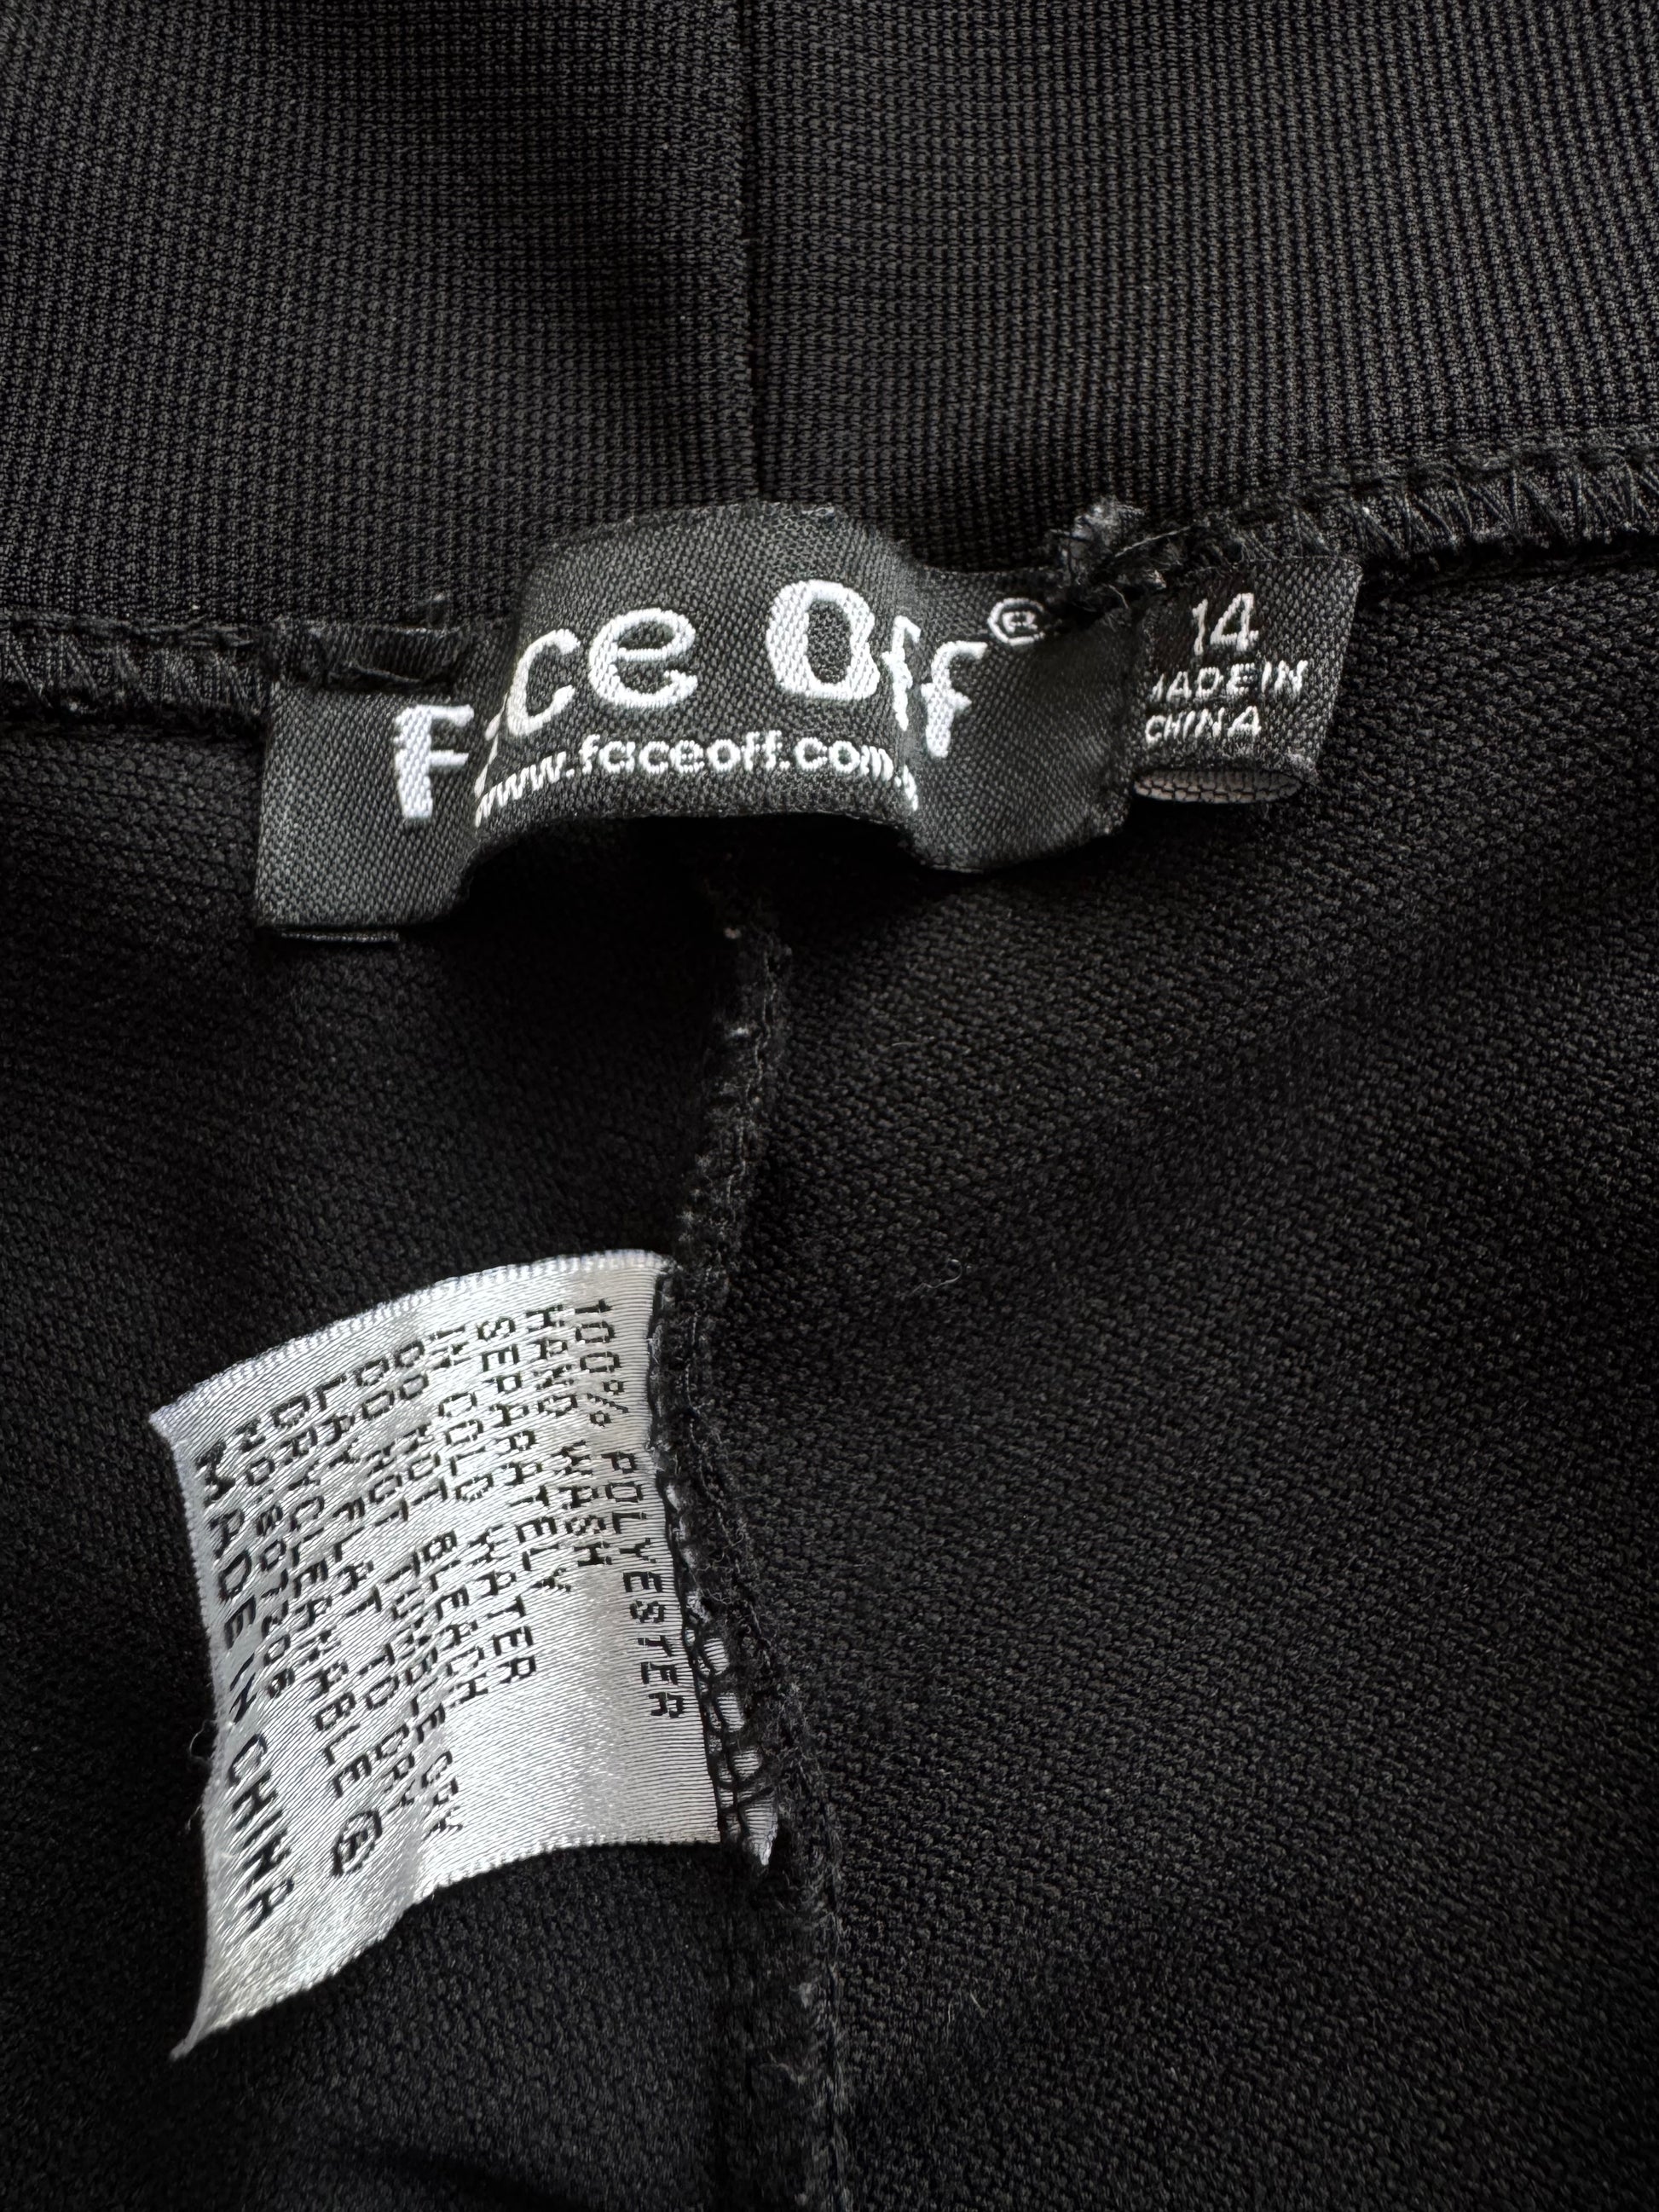 Face Off®
www.faceoff.com.
14
MADE IN
CHINA
100% POLYESTER
HAND WASH
SEPARATELY
IN COLD WATER
DO NOT BLEACH
DO NOT TUMBLE DRY
LAY FLAT TO DRY
DRYCLEANABLE Ⓟ
NO:
MADE IN CHINA